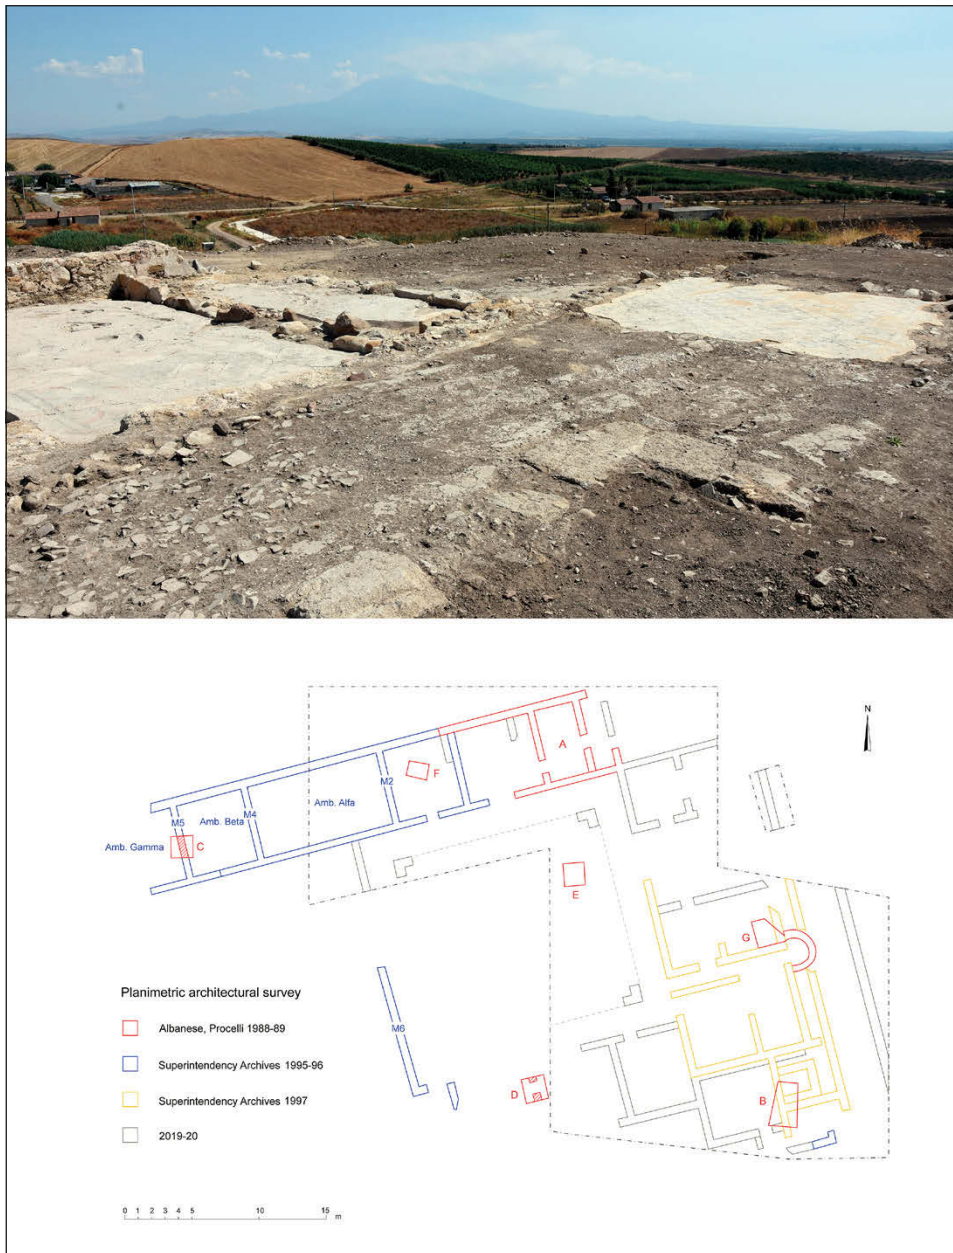 N
A
F
M2
Amb. Alfa
M5
Amb. Beta
M4
Amb. Gamma
C
E
G
Planimetric architectural survey
Albanese, Procelli 1988-89
M6
Superintendency Archives 1995-96
D
B
Superintendency Archives 1997
2019-20
0 1 2 3 4 5 10 15
m